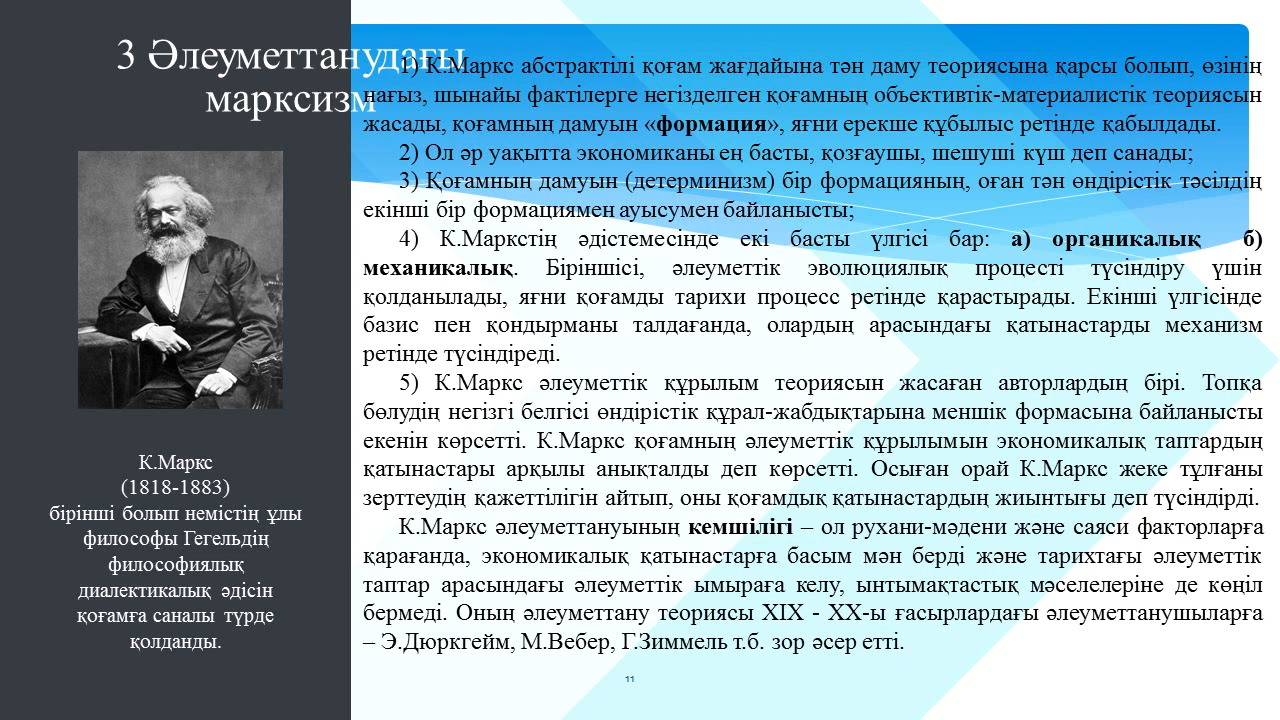 3 Әлеуметтанудағы
марксизм
1) К.Маркс абстрактілі қоғам жағдайына тән даму теориясына қарсы болып, өзінің
нағыз, шынайы фактілерге негізделген қоғамның объективтік-материалистік теориясын
жасады, қоғамның дамуын «формация», яғни ерекше құбылыс ретінде қабылдады.
2) Ол әр уақытта экономиканы ең басты, қозғаушы, шешуші күш деп санады;
3) Қоғамның дамуын (детерминизм) бір формацияның, оған тән өндірістік тәсілдің
екінші бір формациямен ауысумен байланысты;
4) К.Маркстің әдістемесінде екі басты үлгісі бар: а) органикалық б)
механикалық. Біріншісі, әлеуметтік эволюциялық процесті түсіндіру үшін
қолданылады, яғни қоғамды тарихи процесс ретінде қарастырады. Екінші үлгісінде
базис пен қондырманы талдағанда, олардың арасындағы қатынастарды механизм
ретінде түсіндіреді.
5) К.Маркс әлеуметтік құрылым теориясын жасаған авторлардың бірі. Топқа
бөлудің негізгі белгісі өндірістік құрал-жабдықтарына меншік формасына байланысты
екенін көрсетті. К.Маркс қоғамның әлеуметтік құрылымын экономикалық таптардың
қатынастары арқылы анықталды деп көрсетті. Осыған орай К.Маркс жеке тұлғаны
зерттеудің қажеттілігін айтып, оны қоғамдық қатынастардың жиынтығы деп түсіндірді.
К.Маркс әлеуметтануының кемшілігі – ол рухани-мәдени және саяси факторларға
қарағанда, экономикалық қатынастарға басым мән берді және тарихтағы әлеуметтік
таптар арасындағы әлеуметтік ымыраға келу, ынтымақтастық мәселелеріне де көңіл
бермеді. Оның әлеуметтану теориясы XIX - XX-ы ғасырлардағы әлеуметтанушыларға
– Э.Дюркгейм, М.Вебер, Г.Зиммель т.б. зор әсер етті.
К.Маркс
(1818-1883)
бірінші болып немістің ұлы
философы Гегельдің
философиялық
диалектикалық әдісін
қоғамға саналы түрде
қолданды.
11